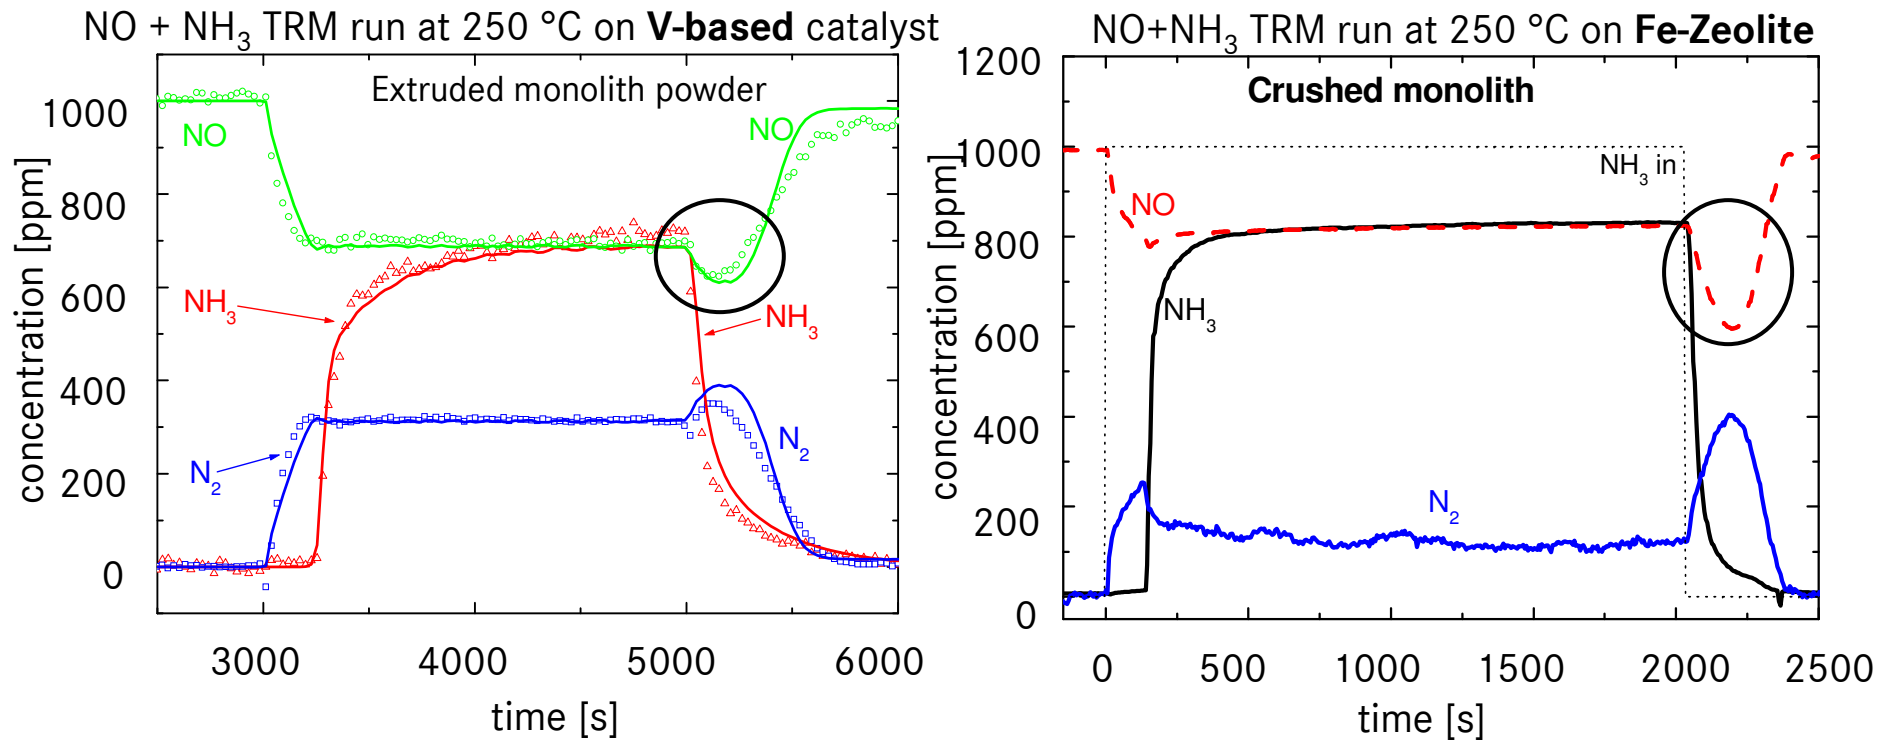 NO + NH3 TRM run at 250 °C on V-based catalyst
Extruded monolith powder
concentration [ppm]
1000
800
600
400
200
0
NO
NO
NH3
NH3
N2
N2
3000
4000
5000
6000
time [s]
NO+NH3 TRM run at 250 °C on Fe-Zeolite
Crushed monolith
concentration [ppm]
1200
1000
800
600
400
200
0
NH3 in
NO
NH3
N2
0
500
1000
1500
2000
2500
time [s]